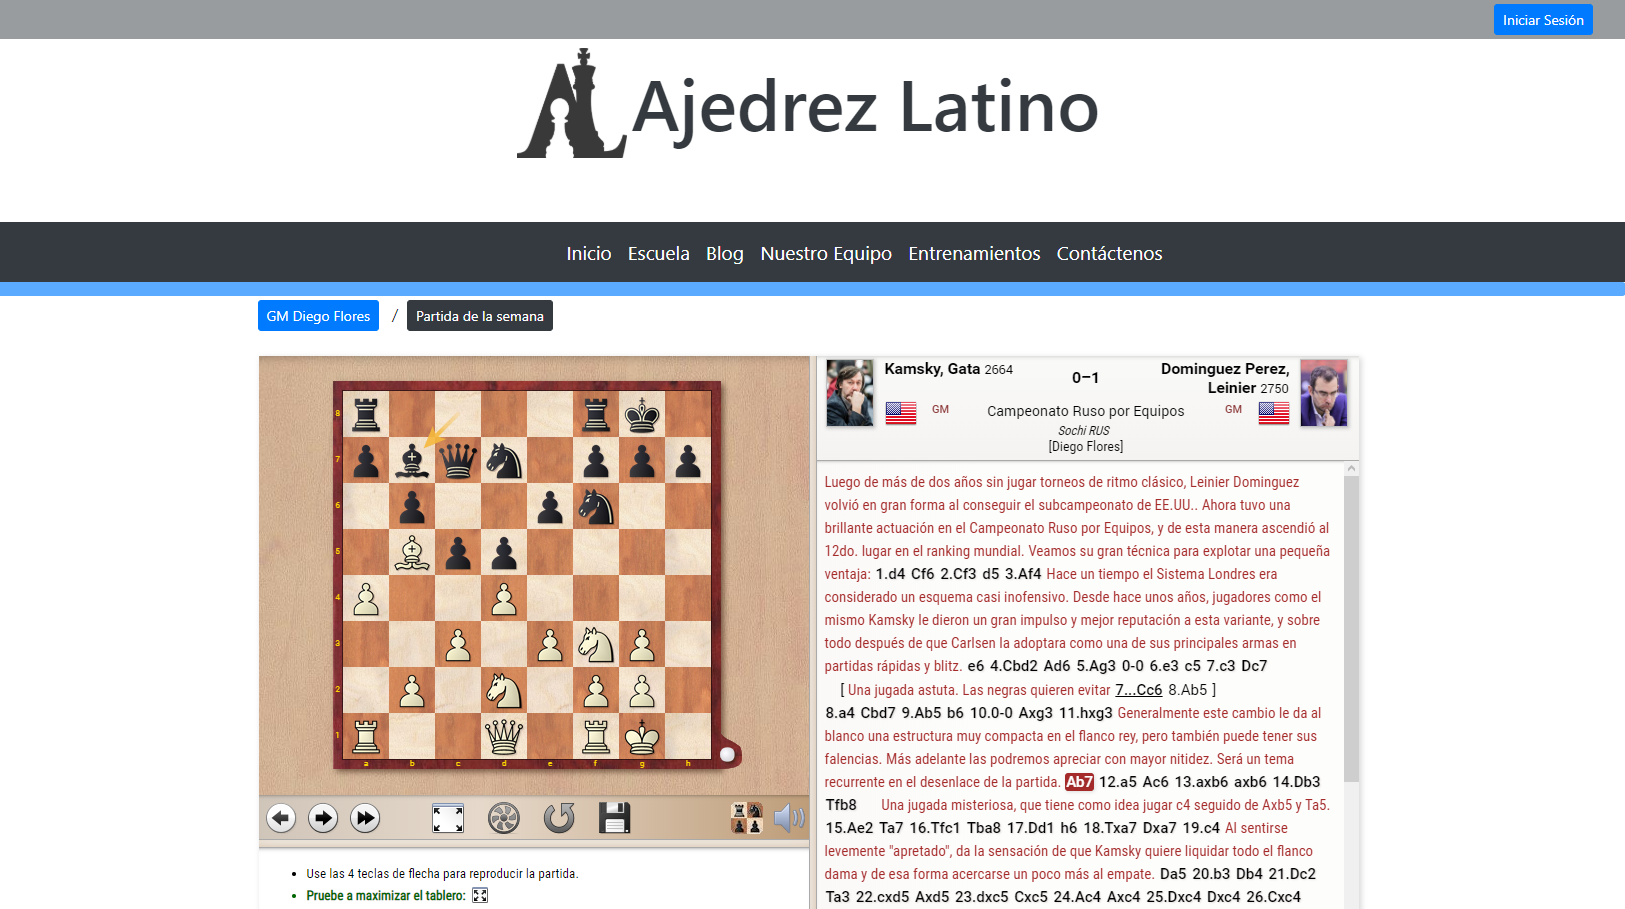 Iniciar Sesión
Ajedrez Latino
Inicio Escuela Blog Nuestro Equipo Entrenamientos Contáctenos
GM Diego Flores / Partida de la semana
Kamsky, Gata 2664
0–1
Dominguez Perez,
Leinier 2750
GM
Campeonato Ruso por Equipos
GM
Sochi RUS
[Diego Flores]
8
7
6
5
4
3
2
1
a b c d e f g h
Luego de más de dos años sin jugar torneos de ritmo clásico, Leinier Dominguez
volvió en gran forma al conseguir el subcampeonato de EE.UU.. Ahora tuvo una
brillante actuación en el Campeonato Ruso por Equipos, y de esta manera ascendió al
12do. lugar en el ranking mundial. Veamos su gran técnica para explotar una pequeña
ventaja: 1.d4 Cf6 2.Cf3 d5 3.Af4 Hace un tiempo el Sistema Londres era
considerado un esquema casi inofensivo. Desde hace unos años, jugadores como el
mismo Kamsky le dieron un gran impulso y mejor reputación a esta variante, y sobre
todo después de que Carlsen la adoptara como una de sus principales armas en
partidas rápidas y blitz. e6 4.Cbd2 Ad6 5.Ag3 0-0 6.e3 c5 7.c3 Dc7
[ Una jugada astuta. Las negras quieren evitar 7...Cc6 8.Ab5 ]
8.a4 Cbd7 9.Ab5 b6 10.0-0 Axg3 11.hxg3 Generalmente este cambio le da al
blanco una estructura muy compacta en el flanco rey, pero también puede tener sus
falencias. Más adelante las podremos apreciar con mayor nitidez. Será un tema
recurrente en el desenlace de la partida. Ab7 12.a5 Ac6 13.axb6 axb6 14.Db3
Tfb8 Una jugada misteriosa, que tiene como idea jugar c4 seguido de Axb5 y Ta5.
15.Ae2 Ta7 16.Tfc1 Tba8 17.Dd1 h6 18.Txa7 Dxa7 19.c4 Al sentirse
levemente "apretado", da la sensación de que Kamsky quiere liquidar todo el flanco
dama y de esa forma acercarse un poco más al empate. Da5 20.b3 Db4 21.Dc2
Ta3 22.cxd5 Axd5 23.dxc5 Cxc5 24.Ac4 Axc4 25.Dxc4 Dxc4 26.Cxc4
Use las 4 teclas de flecha para reproducir la partida.
Pruebe a maximizar el tablero: